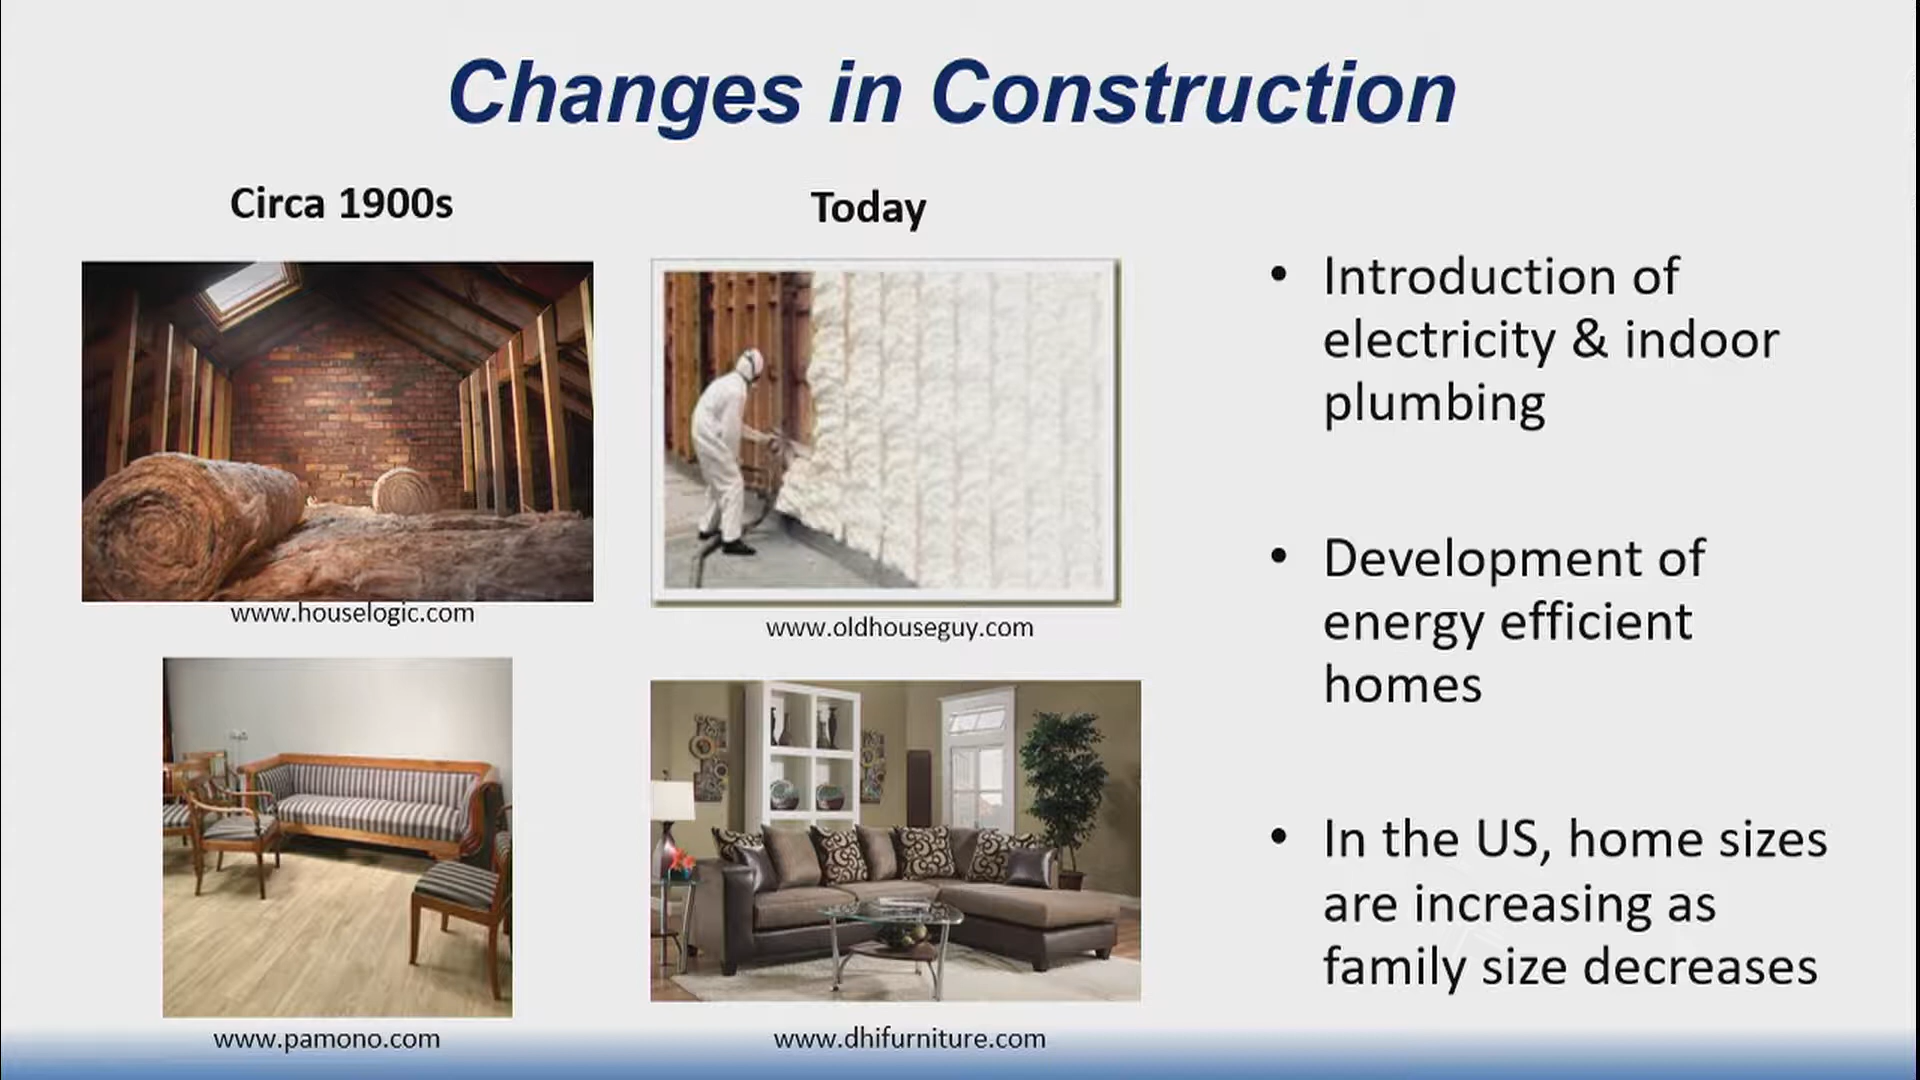 Changes in Construction
Circa 1900s
Today
www.houselogic.com
www.oldhouseguy.com
www.pamono.com
www.dhifurniture.com
• Introduction of
electricity & indoor
plumbing
• Development of
energy efficient
homes
• In the US, home sizes
are increasing as
family size decreases